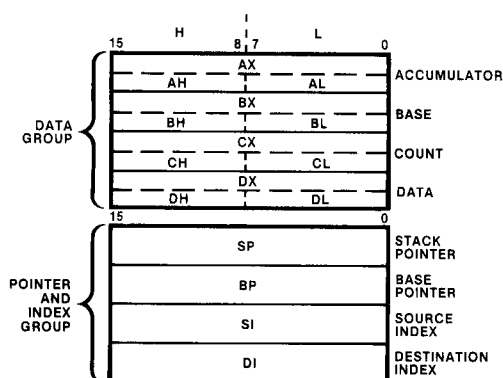 H L
15 8 7 0
AX
AH AL
ACCUMULATOR
BX
BH BL
BASE
CX
CH CL
COUNT
DX
DH DL
DATA
DATA
GROUP
15 0
SP
STACK
POINTER
BP
BASE
POINTER
SI
SOURCE
INDEX
DI
DESTINATION
INDEX
POINTER
AND
INDEX
GROUP